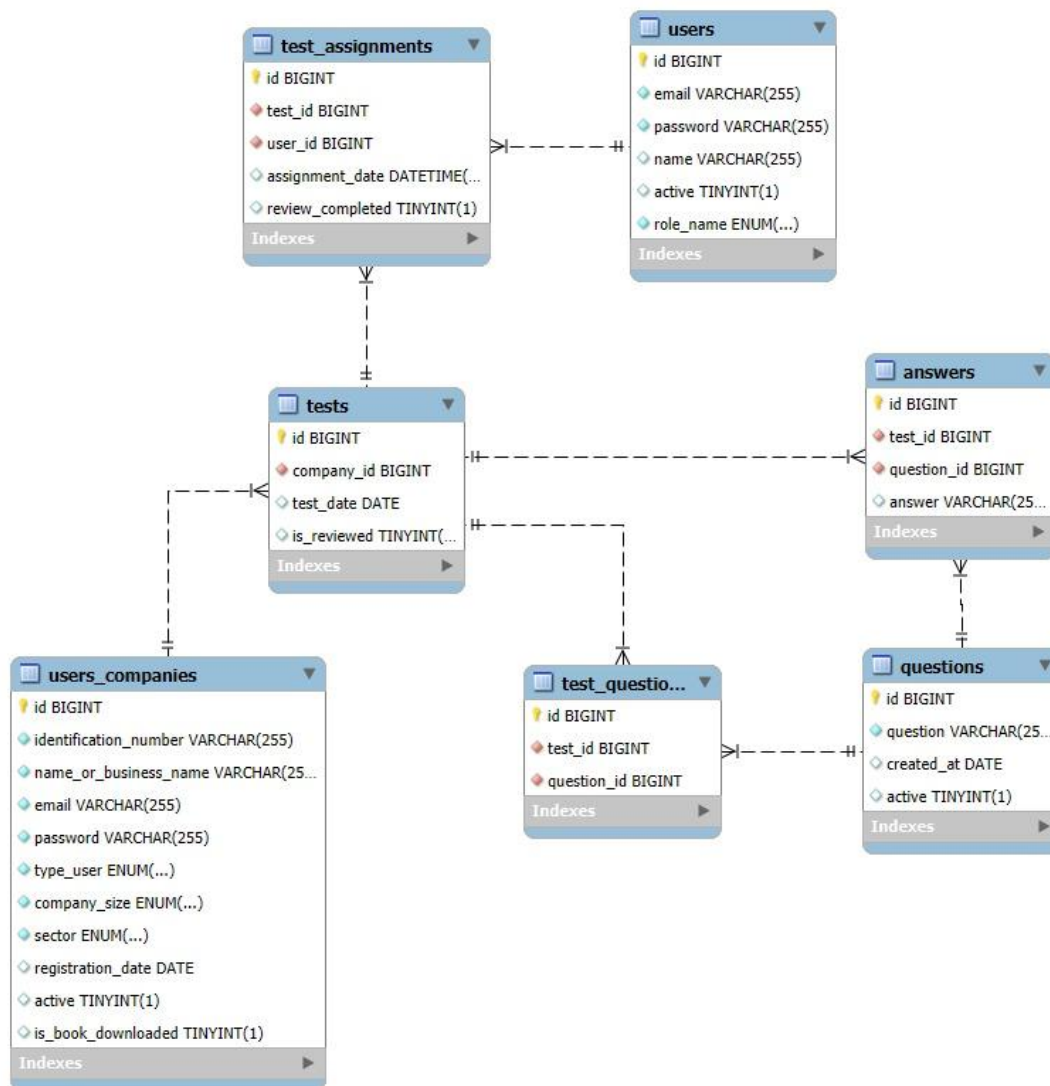 test_assignments
id BIGINT
test_id BIGINT
user_id BIGINT
assignment_date DATETIME(...
review_completed TINYINT(1)
Indexes
users
id BIGINT
email VARCHAR(255)
password VARCHAR(255)
name VARCHAR(255)
active TINYINT(1)
role_name ENUM(...)
Indexes
tests
id BIGINT
company_id BIGINT
test_date DATE
is_reviewed TINYINT(...
Indexes
answers
id BIGINT
test_id BIGINT
question_id BIGINT
answer VARCHAR(25...
Indexes
users_companies
id BIGINT
identification_number VARCHAR(255)
name_or_business_name VARCHAR(25...
email VARCHAR(255)
password VARCHAR(255)
type_user ENUM(...)
company_size ENUM(...)
sector ENUM(...)
registration_date DATE
active TINYINT(1)
is_book_downloaded TINYINT(1)
Indexes
test_questio...
id BIGINT
test_id BIGINT
question_id BIGINT
Indexes
questions
id BIGINT
question VARCHAR(25...
created_at DATE
active TINYINT(1)
Indexes